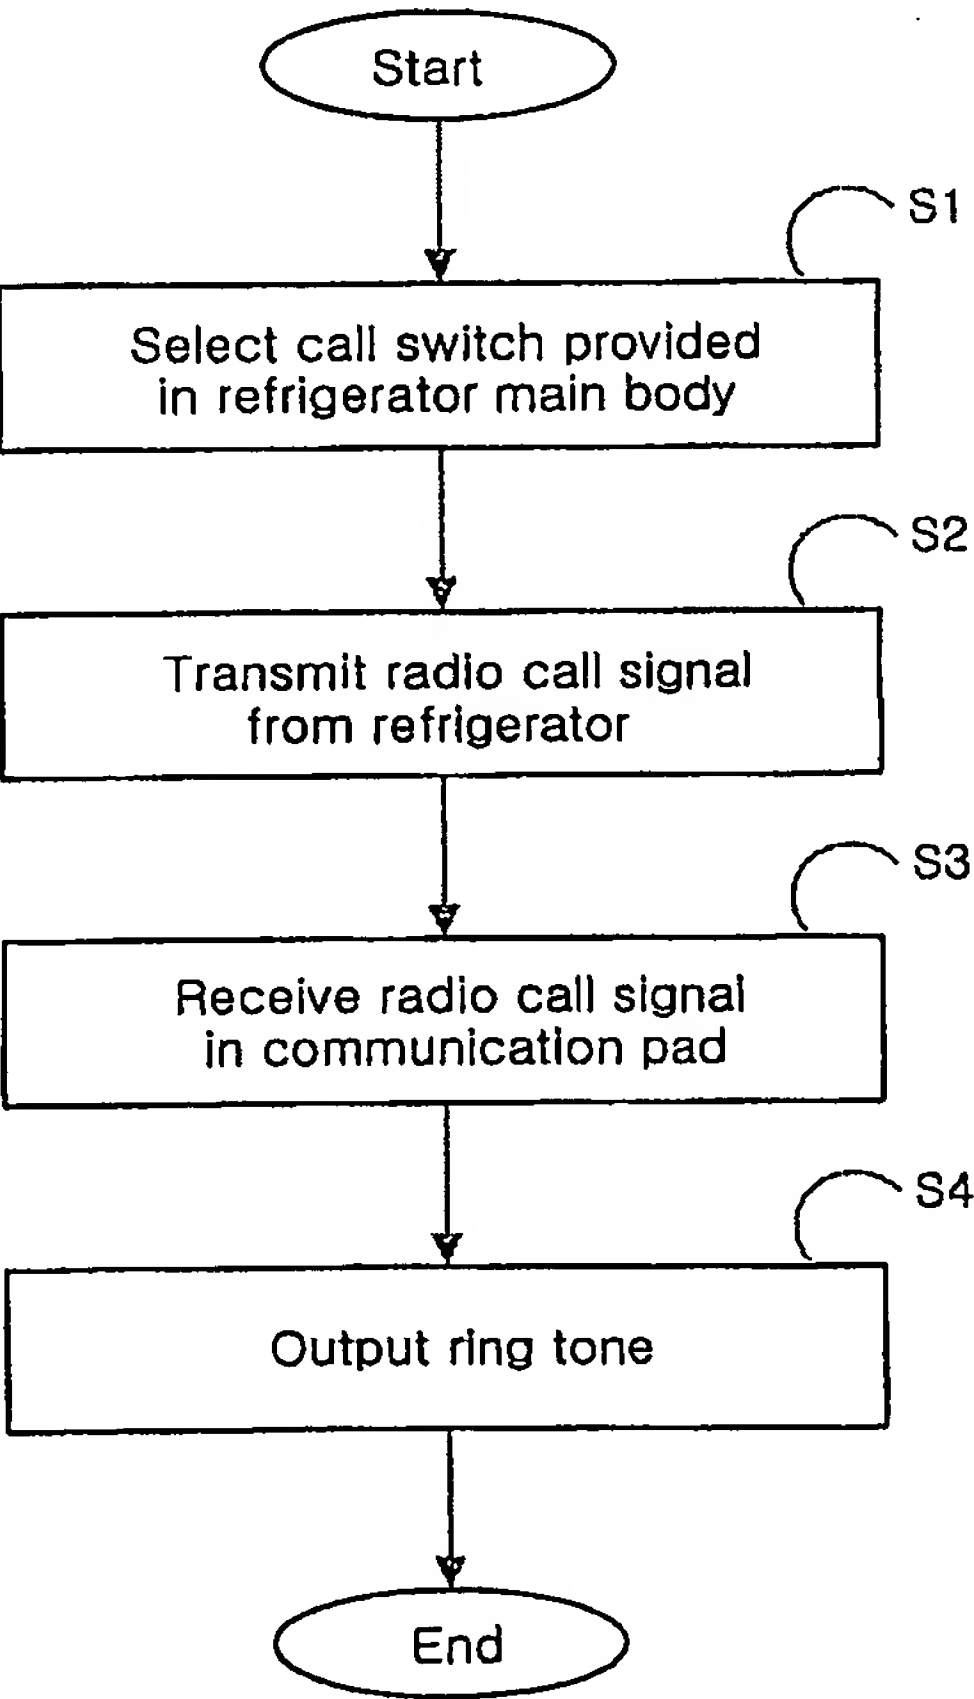 Start
S1
Select call switch provided
in refrigerator main body
S2
Transmit radio call signal
from refrigerator
S3
Receive radio call signal
in communication pad
S4
Output ring tone
End